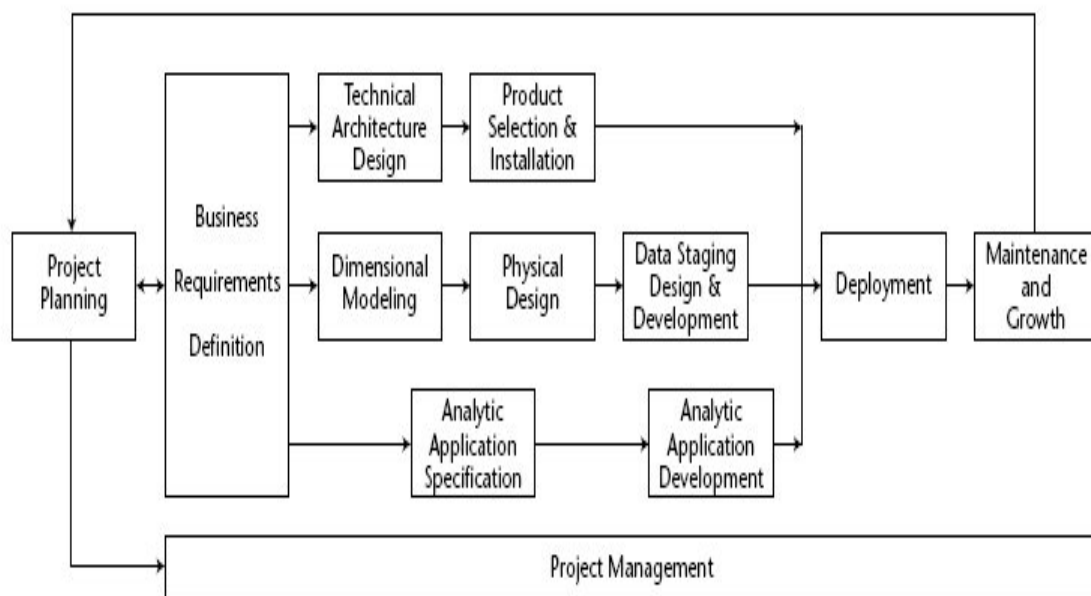 Technical
Architecture
Design
Product
Selection &
Installation
Business
Requirements
Definition
Project
Planning
Dimensional
Modeling
Physical
Design
Data Staging
Design &
Development
Deployment
Maintenance
and
Growth
Analytic
Application
Specification
Analytic
Application
Development
Project Management